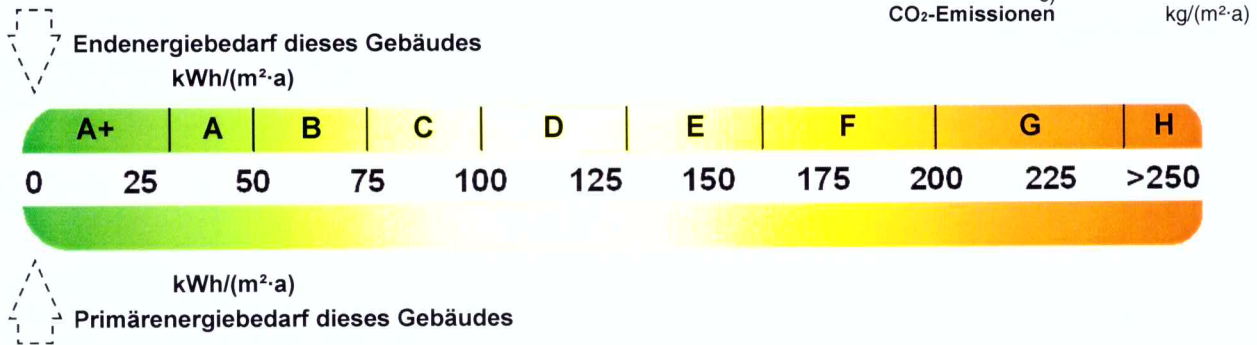 CO₂-Emissionen kg/(m²·a)
Endenergiebedarf dieses Gebäudes
kWh/(m²·a)
A+ A B C D E F G H
0 25 50 75 100 125 150 175 200 225 >250
kWh/(m²·a)
Primärenergiebedarf dieses Gebäudes